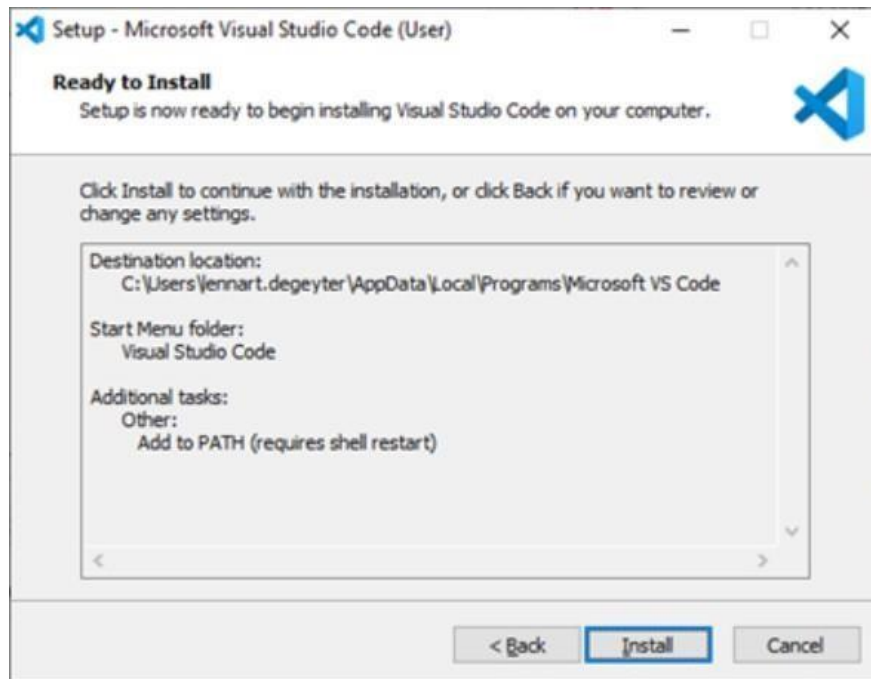 Setup - Microsoft Visual Studio Code (User)
Ready to Install
Setup is now ready to begin installing Visual Studio Code on your computer.
Click Install to continue with the installation, or click Back if you want to review or
change any settings.
Destination location:
C:\Users\lennart.degeyter\AppData\Local\Programs\Microsoft VS Code
Start Menu folder:
Visual Studio Code
Additional tasks:
Other:
Add to PATH (requires shell restart)
< Back Install Cancel